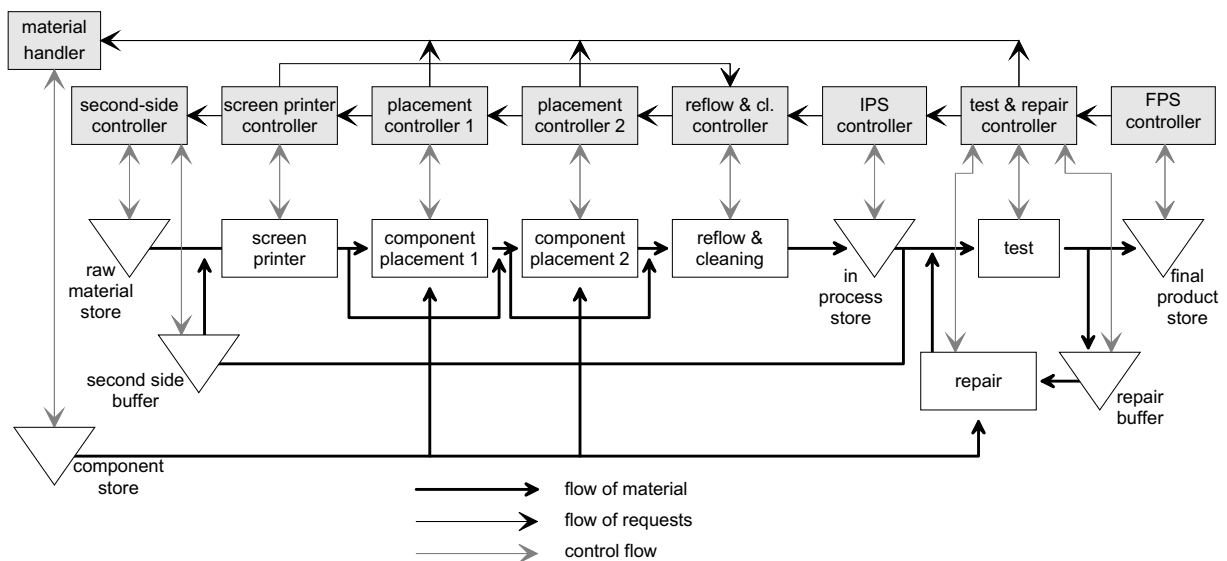 material
handler
second-side
controller
screen printer
controller
placement
controller 1
placement
controller 2
reflow & cl.
controller
IPS
controller
test & repair
controller
FPS
controller
screen
printer
component
placement 1
component
placement 2
reflow &
cleaning
test
raw
material
store
in
process
store
final
product
store
second side
buffer
repair
repair
buffer
component
store
flow of material
flow of requests
control flow